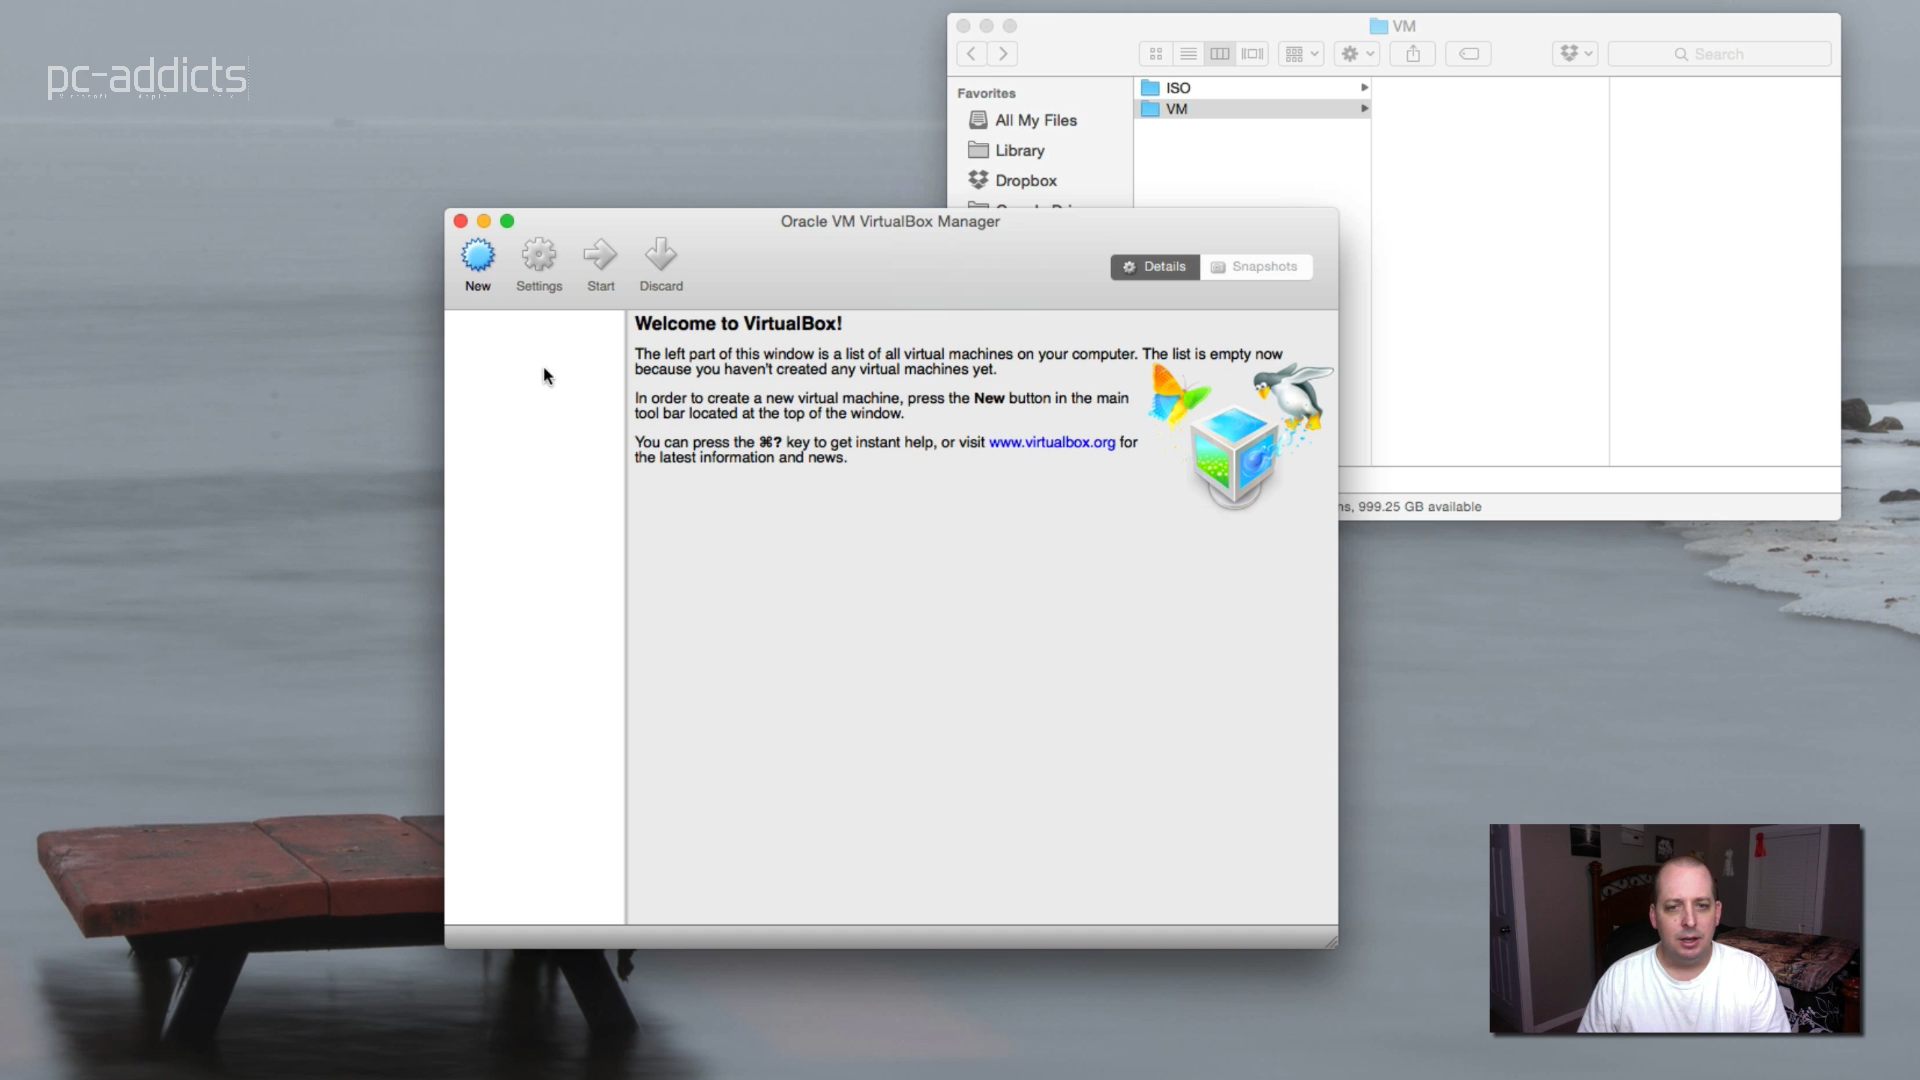 pc-addicts
VM
Search
Favorites
All My Files
Library
Dropbox
ISO
VM
Oracle VM VirtualBox Manager
New
Settings
Start
Discard
Details
Snapshots
Welcome to VirtualBox!
The left part of this window is a list of all virtual machines on your computer. The list is empty now
because you haven't created any virtual machines yet.
In order to create a new virtual machine, press the New button in the main
tool bar located at the top of the window.
You can press the ⌘? key to get instant help, or visit www.virtualbox.org for
the latest information and news.
999.25 GB available